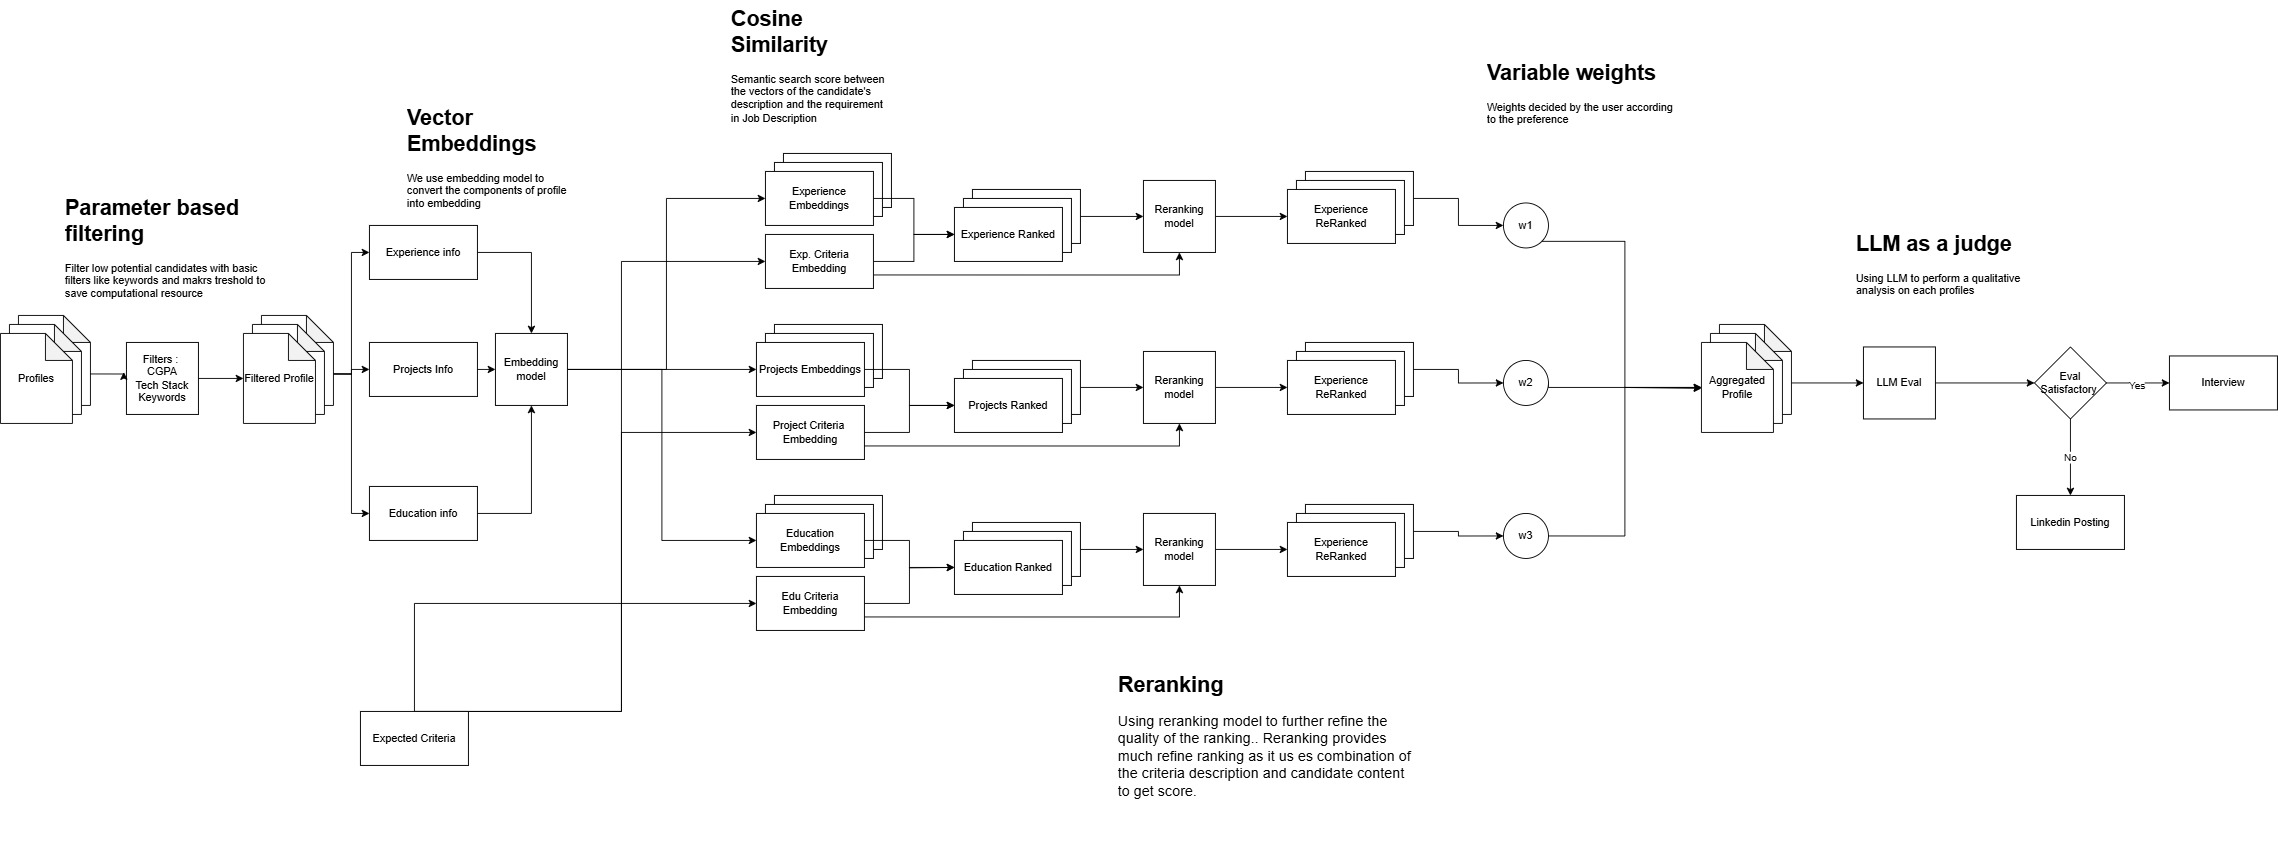 Cosine
Similarity
Semantic search score between
the vectors of the candidate's
description and the requirement
in Job Description
Variable weights
Weights decided by the user according
to the preference
Vector
Embeddings
We use embedding model to
convert the components of profile
into embedding
Parameter based
filtering
Filter low potential candidates with basic
filters like keywords and makrs treshold to
save computational resource
LLM as a judge
Using LLM to perform a qualitative
analysis on each profiles
Profiles
Filters :
CGPA
Tech Stack
Keywords
Filtered Profile
Experience info
Projects Info
Education info
Embedding
model
Expected Criteria
Experience
Embeddings
Exp. Criteria
Embedding
Experience Ranked
Reranking
model
Experience
ReRanked
w1
Projects Embeddings
Project Criteria
Embedding
Projects Ranked
Reranking
model
Experience
ReRanked
w2
Education
Embeddings
Edu Criteria
Embedding
Education Ranked
Reranking
model
Experience
ReRanked
w3
Aggregated
Profile
LLM Eval
Eval
Satisfactory
Yes
Interview
No
Linkedin Posting
Reranking
Using reranking model to further refine the
quality of the ranking.. Reranking provides
much refine ranking as it us es combination of
the criteria description and candidate content
to get score.